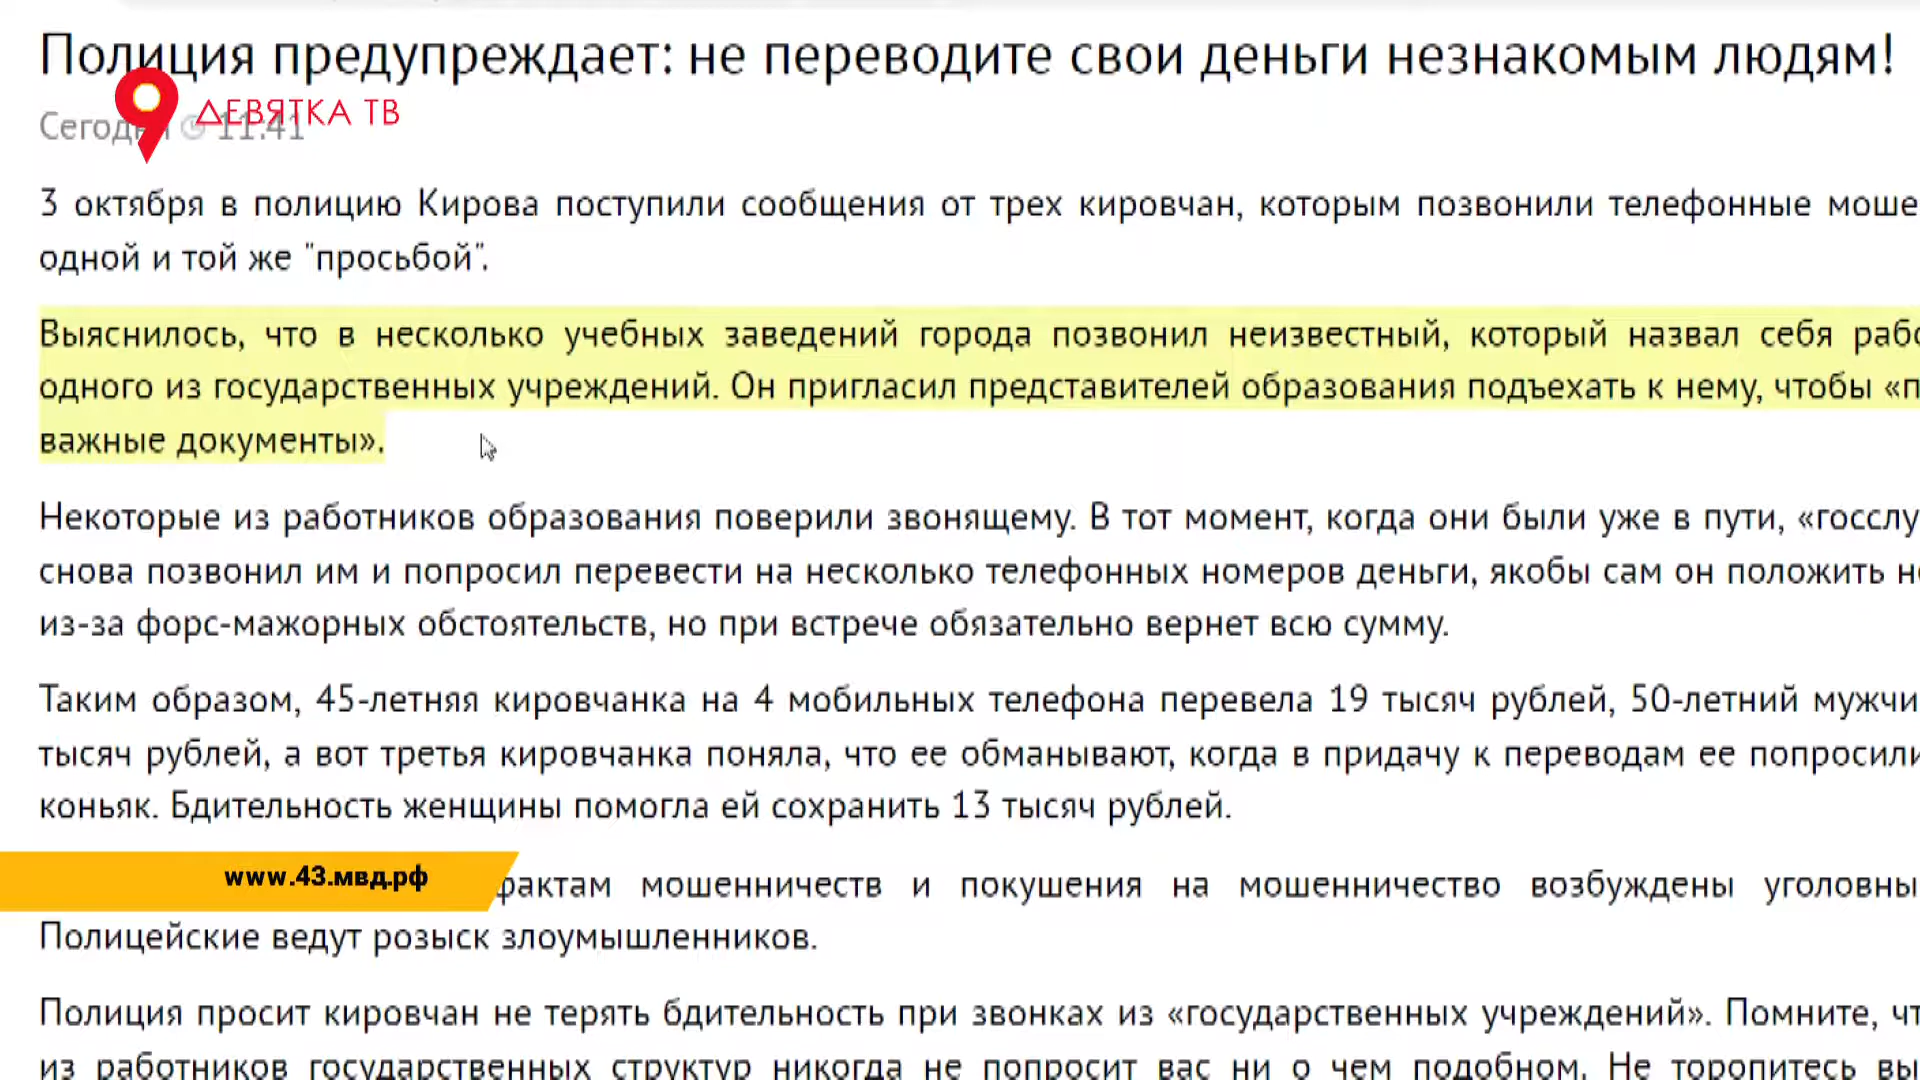 Полиция предупреждает: не переводите свои деньги незнакомым людям!
ДЕВЯТКА ТВ
Сегодня 11:41
3 октября в полицию Кирова поступили сообщения от трех кировчан, которым позвонили телефонные
одной и той же "просьбой".
Выяснилось, что в несколько учебных заведений города позвонил неизвестный, который назвал себя
одного из государственных учреждений. Он пригласил представителей образования подъехать к нему, чтобы
важные документы».
Некоторые из работников образования поверили звонящему. В тот момент, когда они были уже в пути,
снова позвонил им и попросил перевести на несколько телефонных номеров деньги, якобы сам он положить
из-за форс-мажорных обстоятельств, но при встрече обязательно вернет всю сумму.
Таким образом, 45-летняя кировчанка на 4 мобильных телефона перевела 19 тысяч рублей, 50-летний
тысяч рублей, а вот третья кировчанка поняла, что ее обманывают, когда в придачу к переводам ее попросили
коньяк. Бдительность женщины помогла ей сохранить 13 тысяч рублей.
www.43.мвд.рф
фактам мошенничеств и покушения на мошенничество возбуждены
Полицейские ведут розыск злоумышленников.
Полиция просит кировчан не терять бдительность при звонках из «государственных учреждений». Помните,
из работников государственных структур никогда не попросит вас ни о чем подобном. Не торопитесь